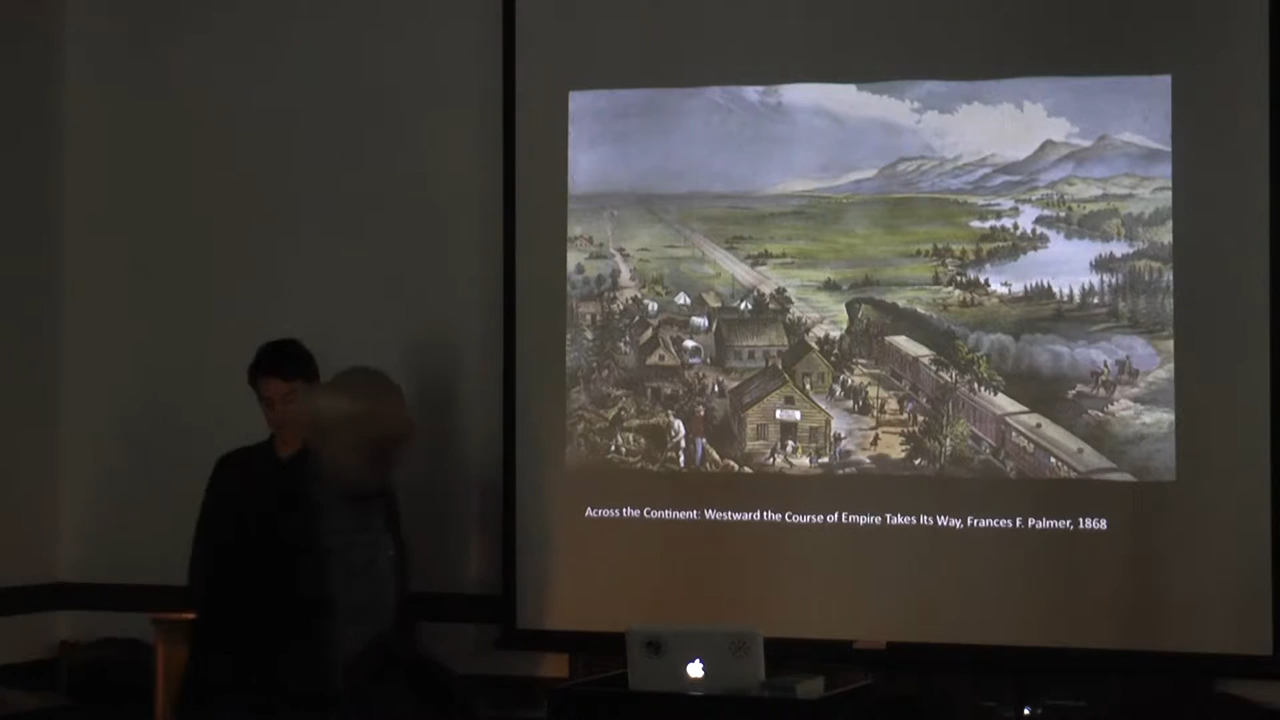 Across the Continent: Westward the Course of Empire Takes Its Way, Frances F. Palmer, 1868